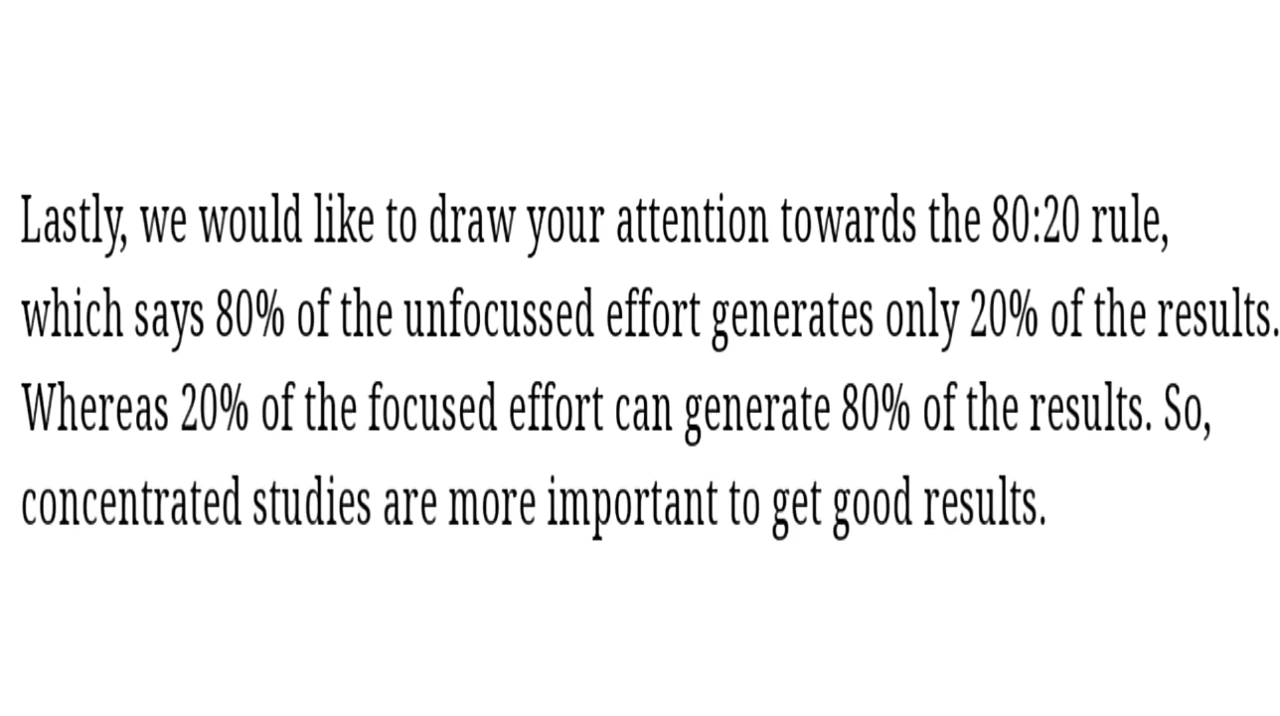 Lastly, we would like to draw your attention towards the 80:20 rule,
which says 80% of the unfocussed effort generates only 20% of the results.
Whereas 20% of the focused effort can generate 80% of the results. So,
concentrated studies are more important to get good results.